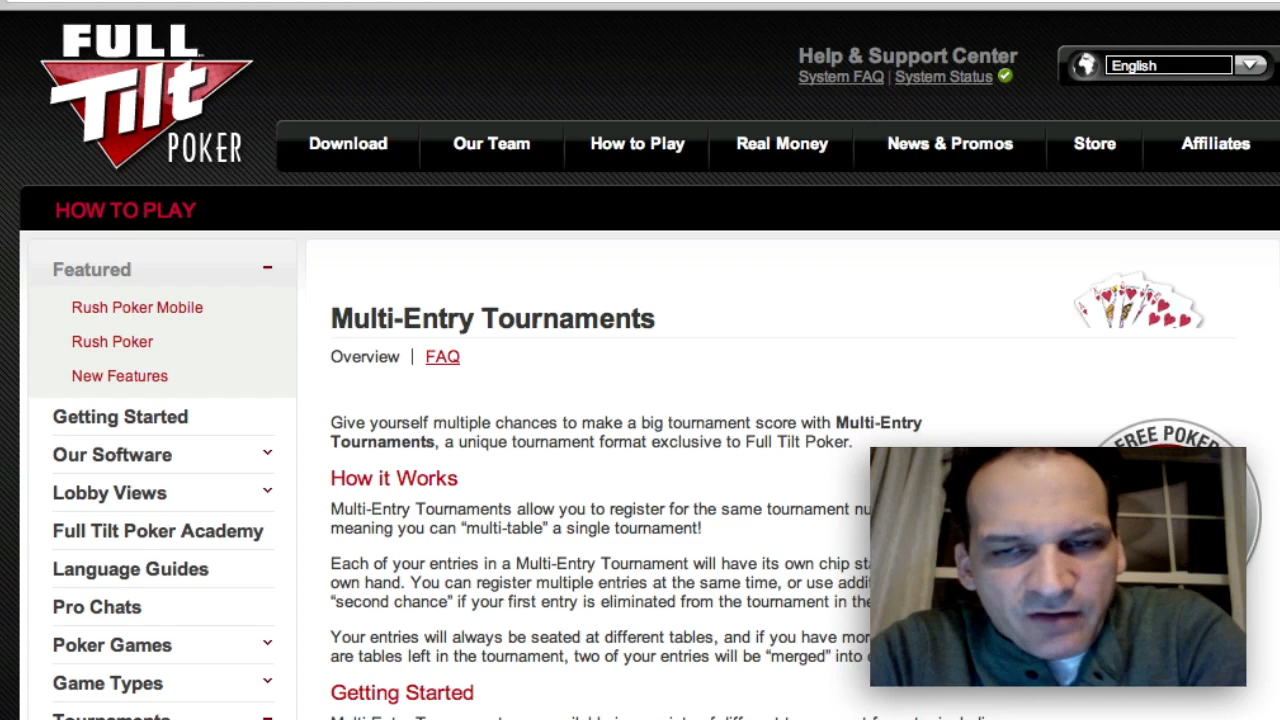 FULL
Tilt
POKER
Help & Support Center
System FAQ | System Status
English
Download
Our Team
How to Play
Real Money
News & Promos
Store
Affiliates
HOW TO PLAY
Featured
Rush Poker Mobile
Rush Poker
New Features
Getting Started
Our Software
Lobby Views
Full Tilt Poker Academy
Language Guides
Pro Chats
Poker Games
Game Types
Tournaments
Multi-Entry Tournaments
Overview | FAQ
Give yourself multiple chances to make a big tournament score with Multi-Entry
Tournaments, a unique tournament format exclusive to Full Tilt Poker.
FREE POKER
How it Works
Multi-Entry Tournaments allow you to register for the same tournament
meaning you can “multi-table” a single tournament!
Each of your entries in a Multi-Entry Tournament will have its own chip
own hand. You can register multiple entries at the same time, or use
“second chance” if your first entry is eliminated from the tournament in
Your entries will always be seated at different tables, and if you have
are tables left in the tournament, two of your entries will be “merged” into
Getting Started